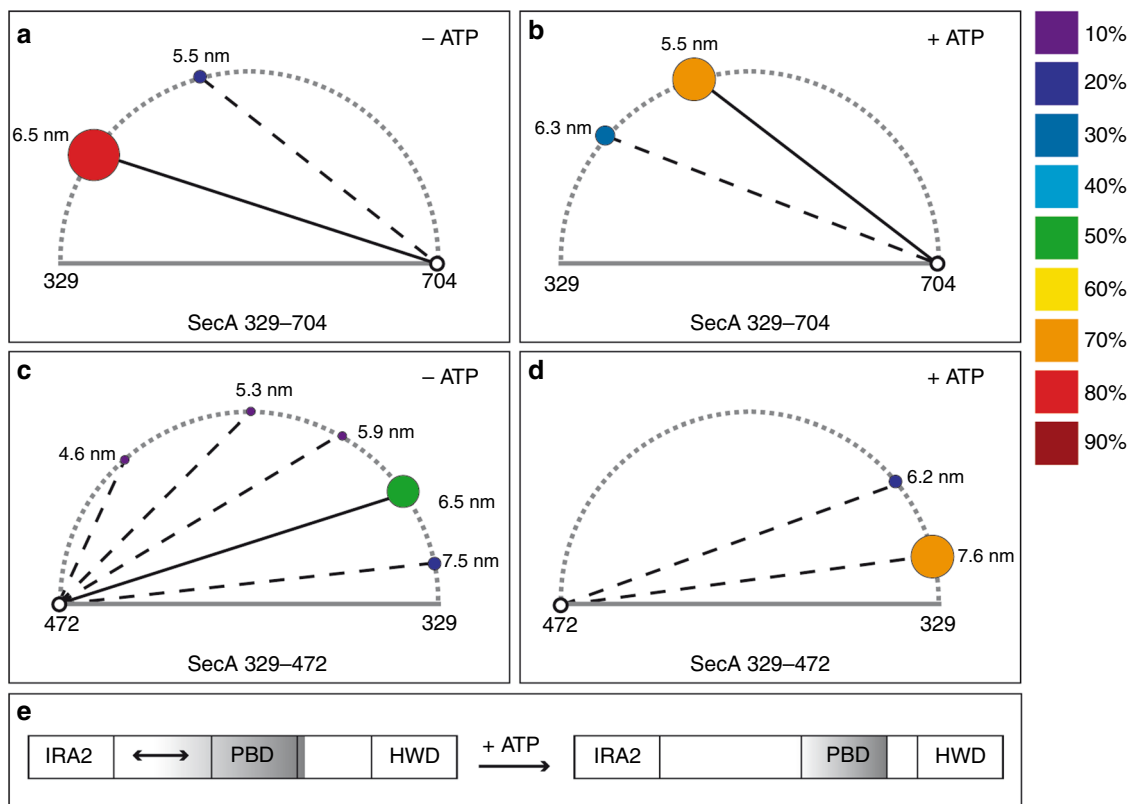 a
– ATP
5.5 nm
6.5 nm
329
704
SecA 329–704
b
+ ATP
5.5 nm
6.3 nm
329
704
SecA 329–704
c
– ATP
5.3 nm
4.6 nm
5.9 nm
6.5 nm
7.5 nm
472
329
SecA 329–472
d
+ ATP
6.2 nm
7.6 nm
472
329
SecA 329–472
e
IRA2
PBD
HWD
+ ATP
IRA2
PBD
HWD
10%
20%
30%
40%
50%
60%
70%
80%
90%